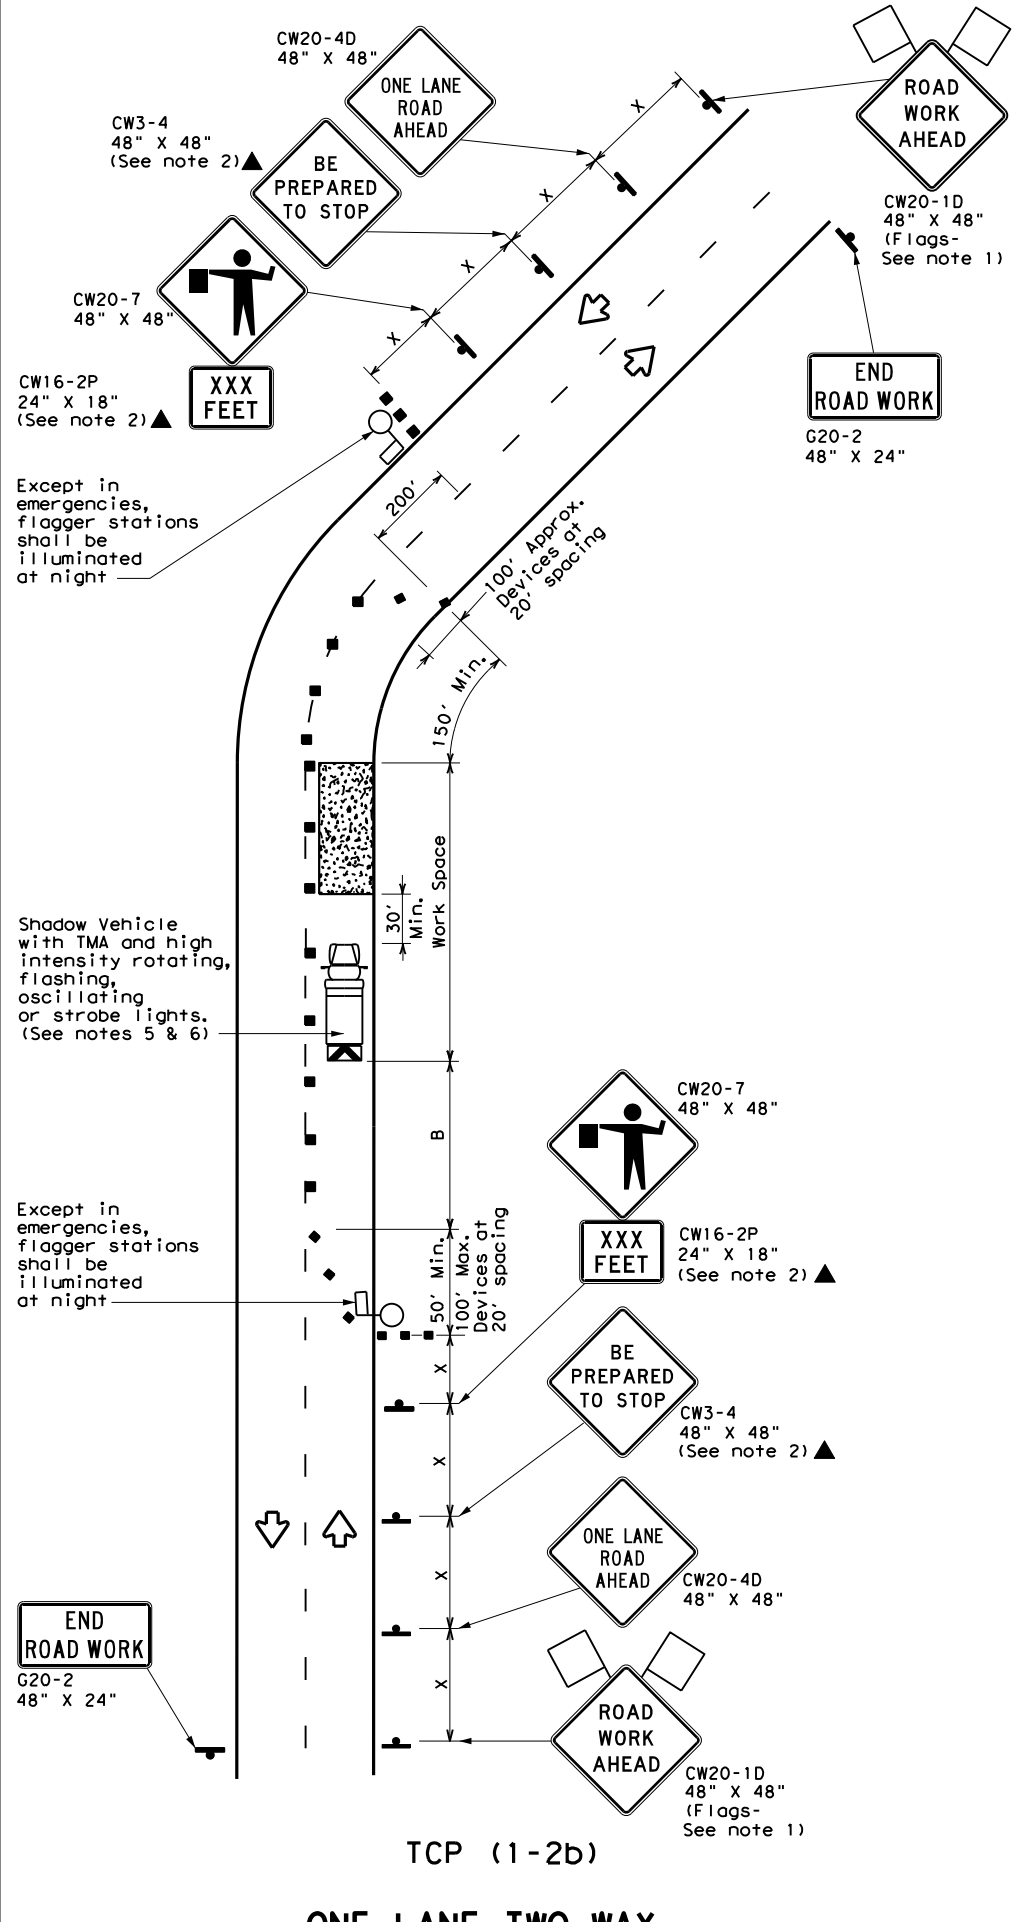 CW20-4D
48" X 48"
ONE LANE
ROAD
AHEAD
ROAD
WORK
AHEAD
CW3-4
48" X 48"
(See note 2)
BE
PREPARED
TO STOP
X
X
X
X
CW20-1D
48" X 48"
(Flags-
See note 1)
CW20-7
48" X 48"
CW16-2P
24" X 18"
(See note 2)
XXX
FEET
END
ROAD WORK
G20-2
48" X 24"
Except in
emergencies,
flagger stations
shall be
illuminated
at night
200'
100' Approx.
Devices at
20' spacing
150' Min.
Work Space
30'
Min.
Shadow Vehicle
with TMA and high
intensity rotating,
flashing,
oscillating
or strobe lights.
(See notes 5 & 6)
B
CW20-7
48" X 48"
XXX
FEET
CW16-2P
24" X 18"
(See note 2)
Except in
emergencies,
flagger stations
shall be
illuminated
at night
50' Min.
100' Max.
Devices at
20' spacing
X
X
X
X
BE
PREPARED
TO STOP
CW3-4
48" X 48"
(See note 2)
ONE LANE
ROAD
AHEAD
CW20-4D
48" X 48"
END
ROAD WORK
G20-2
48" X 24"
ROAD
WORK
AHEAD
CW20-1D
48" X 48"
(Flags-
See note 1)
TCP (1-2b)
ONE LANE TWO WAY